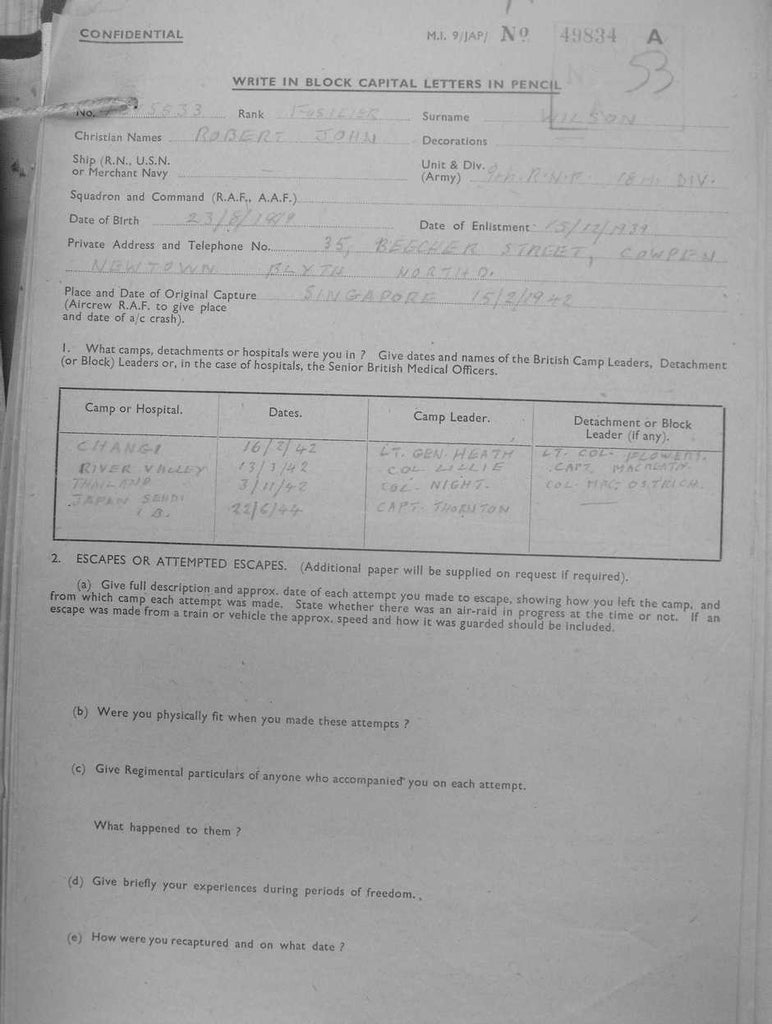 CONFIDENTIAL M.I. 9/JAP/ No 49834 A
53
WRITE IN BLOCK CAPITAL LETTERS IN PENCIL
No. 5533 Rank FUSILIER Surname WILSON
Christian Names ROBERT JOHN Decorations
Ship (R.N., U.S.N. or Merchant Navy — Unit & Div. (Army) 9th. R.N.F. 18th. DIV.
Squadron and Command (R.A.F., A.A.F.)
Date of Birth 23/8/1919 Date of Enlistment 15/12/1939
Private Address and Telephone No. 35, BEECHER STREET, COWPEN
NEWTOWN BLYTH NORTHD.
Place and Date of Original Capture SINGAPORE 15/2/1942
(Aircrew R.A.F. to give place
and date of a/c crash).
1. What camps, detachments or hospitals were you in ? Give dates and names of the British Camp Leaders, Detachment
(or Block) Leaders or, in the case of hospitals, the Senior British Medical Officers.
Camp or Hospital. Dates. Camp Leader. Detachment or Block Leader (if any).
CHANGI 16/2/42 LT. GEN. HEATH LT. COL. FLOWERS.
RIVER VALLEY 13/3/42 COL LILLIE CAPT. MACREATH.
THAILAND 3/11/42 COL. NIGHT. COL. MAC. OSTRICH.
JAPAN SENDI
1.B. 22/6/44 CAPT. THORNTON —
2. ESCAPES OR ATTEMPTED ESCAPES. (Additional paper will be supplied on request if required).
(a) Give full description and approx. date of each attempt you made to escape, showing how you left the camp, and
from which camp each attempt was made. State whether there was an air-raid in progress at the time or not. If an
escape was made from a train or vehicle the approx. speed and how it was guarded should be included.
(b) Were you physically fit when you made these attempts ?
(c) Give Regimental particulars of anyone who accompanied you on each attempt.
What happened to them ?
(d) Give briefly your experiences during periods of freedom.
(e) How were you recaptured and on what date ?